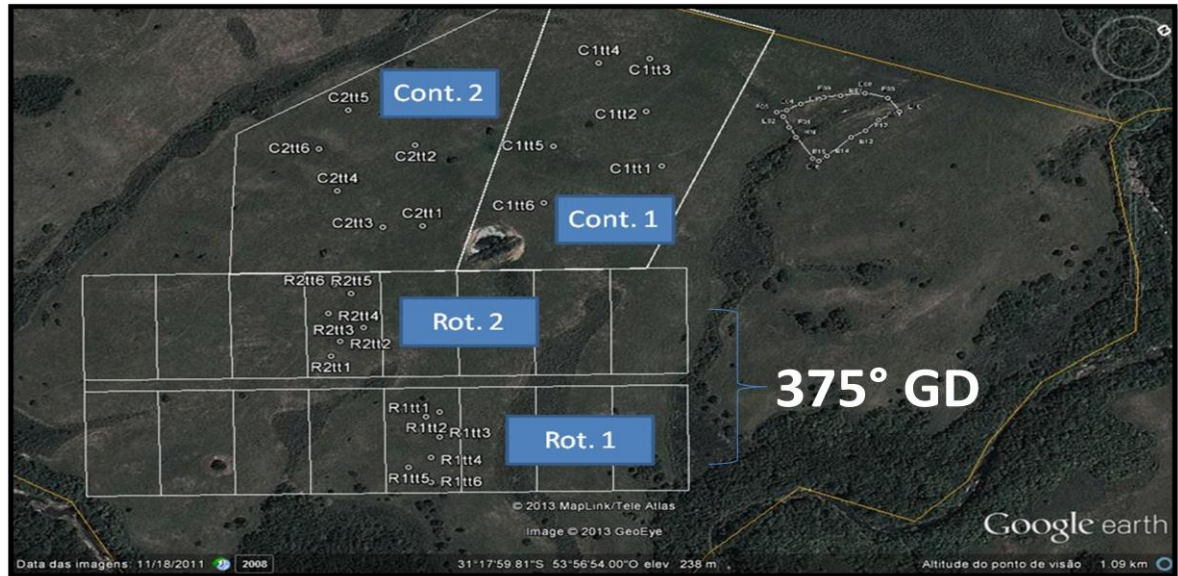 C1tt4
C1tt3
Cont. 2
C2tt5
C1tt2
C2tt6
C2tt2
C1tt5
C1tt1
C2tt4
C1tt6
C2tt3
C2tt1
Cont. 1
R2tt6 R2tt5
R2tt4
R2tt3
R2tt2
R2tt1
Rot. 2
375° GD
R1tt1
R1tt2
R1tt3
Rot. 1
R1tt4
R1tt5
R1tt6
© 2013 MapLink/Tele Atlas
Image © 2013 GeoEye
Google earth
Data das imagens: 11/18/2011 2008 31°17'59.81"S 53°56'54.00"O elev 238 m Altitude do ponto de visão 1.09 km